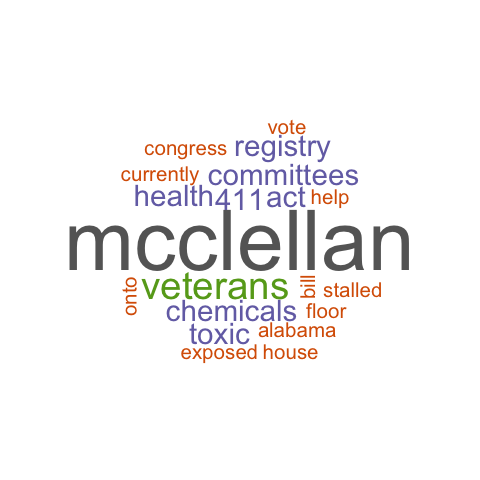 vote
congress registry
currently committees
health 411 act help
mcclellan
onto veterans bill stalled
chemicals floor
toxic alabama
exposed house